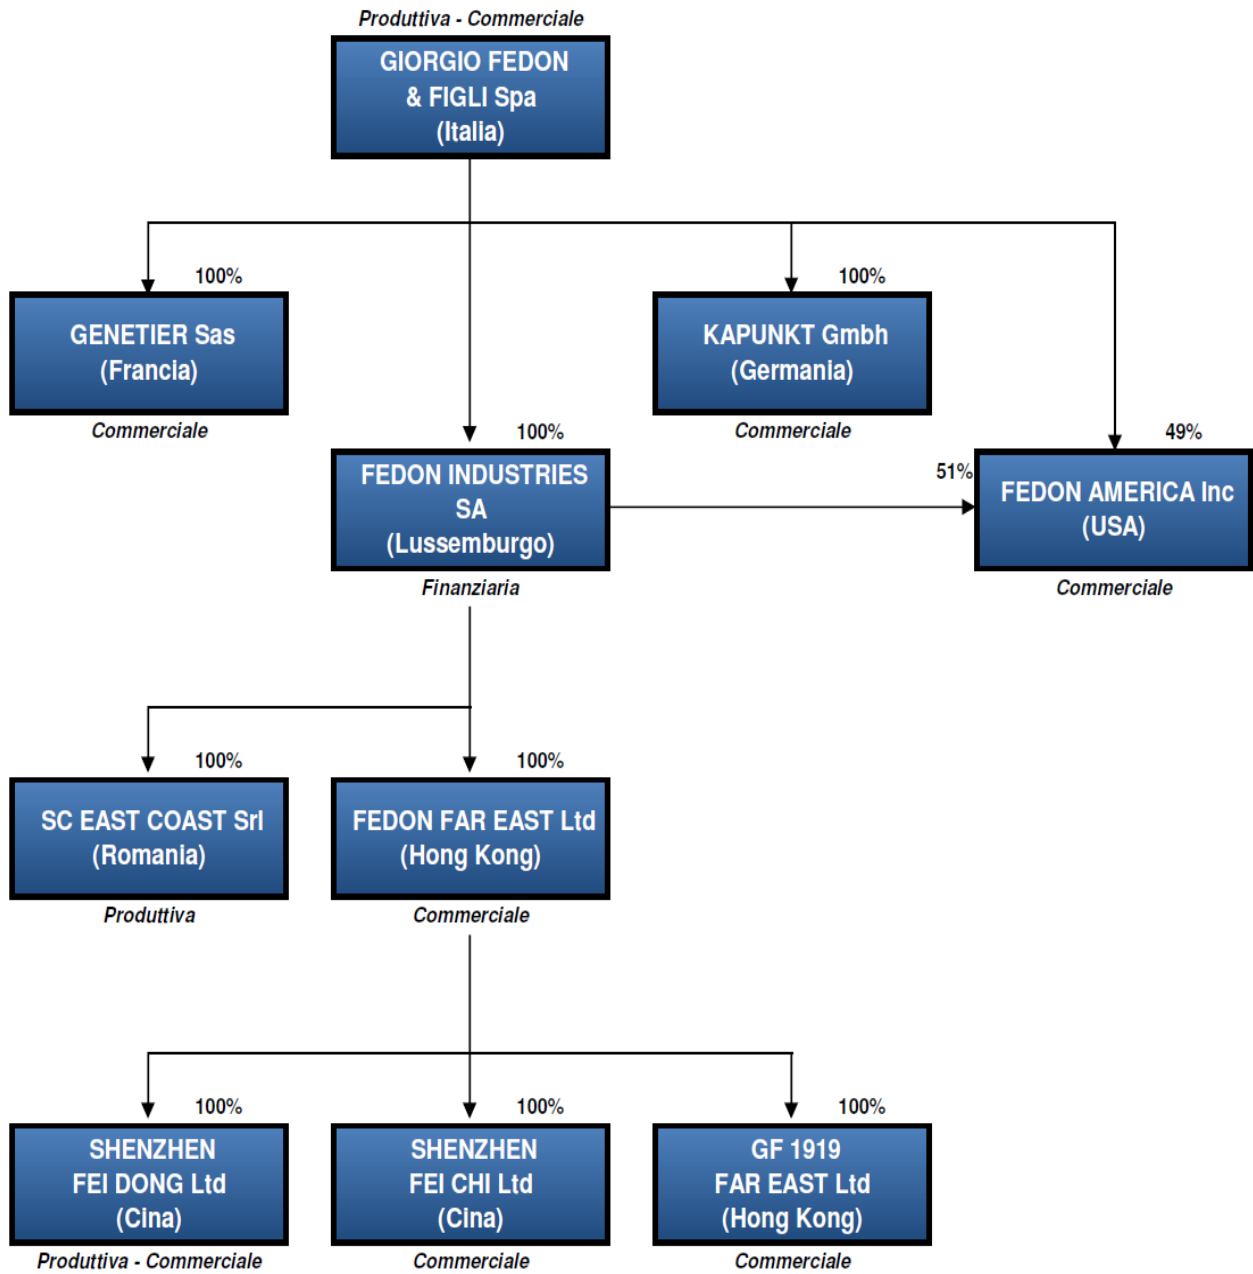 Produttiva - Commerciale
GIORGIO FEDON
& FIGLI Spa
(Italia)
100%
GENETIER Sas
(Francia)
Commerciale
100%
KAPUNKT Gmbh
(Germania)
Commerciale
100%
FEDON INDUSTRIES
SA
(Lussemburgo)
Finanziaria
51%
49%
FEDON AMERICA Inc
(USA)
Commerciale
100%
SC EAST COAST Srl
(Romania)
Produttiva
100%
FEDON FAR EAST Ltd
(Hong Kong)
Commerciale
100%
SHENZHEN
FEI DONG Ltd
(Cina)
Produttiva - Commerciale
100%
SHENZHEN
FEI CHI Ltd
(Cina)
Commerciale
100%
GF 1919
FAR EAST Ltd
(Hong Kong)
Commerciale